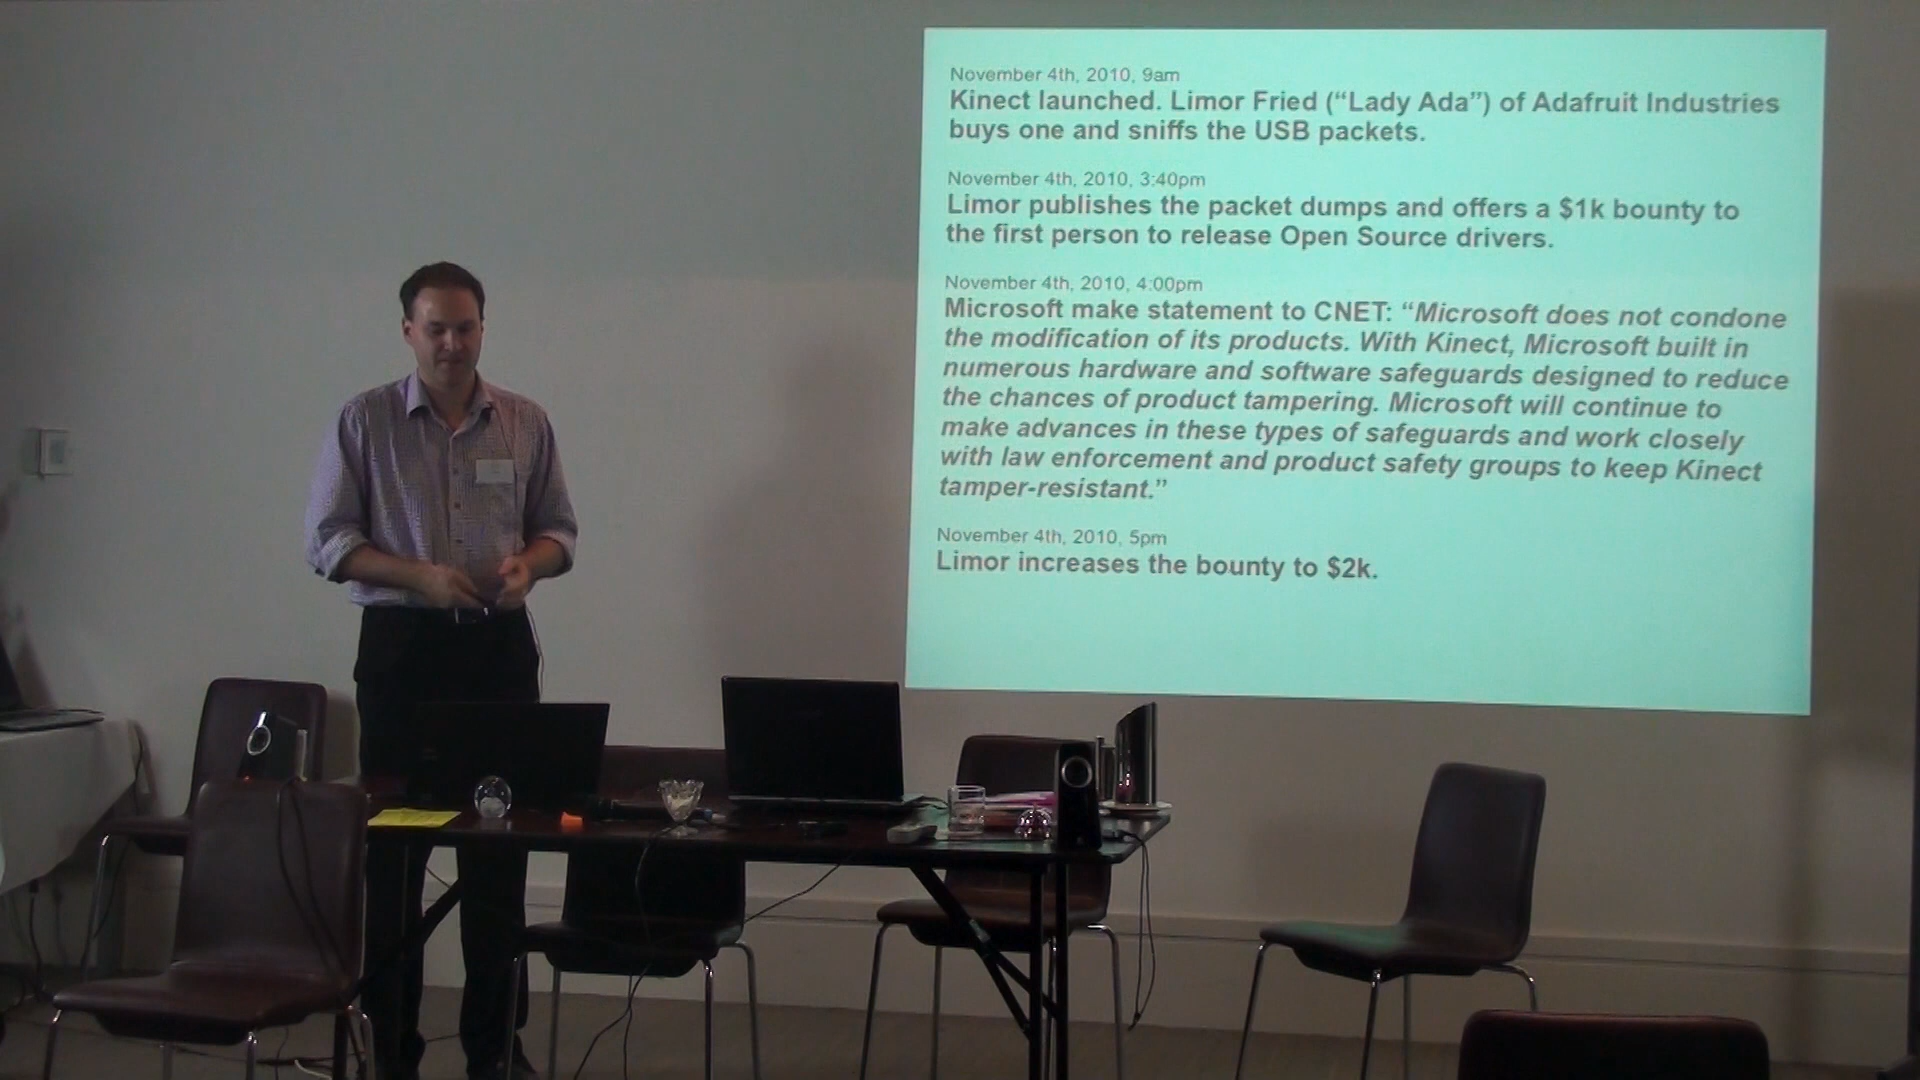 November 4th, 2010, 9am
Kinect launched. Limor Fried (“Lady Ada”) of Adafruit Industries
buys one and sniffs the USB packets.
November 4th, 2010, 3:40pm
Limor publishes the packet dumps and offers a $1k bounty to
the first person to release Open Source drivers.
November 4th, 2010, 4:00pm
Microsoft make statement to CNET: “Microsoft does not condone
the modification of its products. With Kinect, Microsoft built in
numerous hardware and software safeguards designed to reduce
the chances of product tampering. Microsoft will continue to
make advances in these types of safeguards and work closely
with law enforcement and product safety groups to keep Kinect
tamper-resistant.”
November 4th, 2010, 5pm
Limor increases the bounty to $2k.